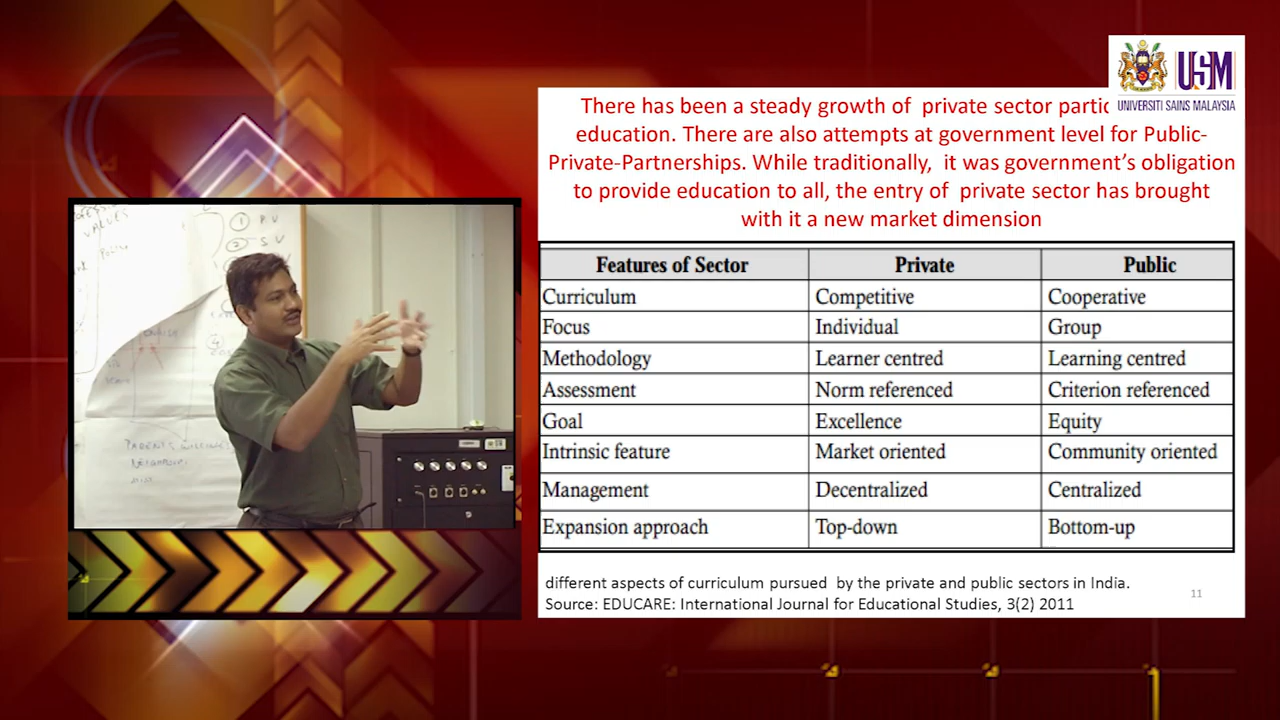 USM
UNIVERSITI SAINS MALAYSIA
There has been a steady growth of private sector
education. There are also attempts at government level for Public-
Private-Partnerships. While traditionally, it was government's obligation
to provide education to all, the entry of private sector has brought
with it a new market dimension
Features of Sector Private Public
Curriculum Competitive Cooperative
Focus Individual Group
Methodology Learner centred Learning centred
Assessment Norm referenced Criterion referenced
Goal Excellence Equity
Intrinsic feature Market oriented Community oriented
Management Decentralized Centralized
Expansion approach Top-down Bottom-up
different aspects of curriculum pursued by the private and public sectors in India.
Source: EDUCARE: International Journal for Educational Studies, 3(2) 2011
11
VALUES
1 P V
2 S V
4